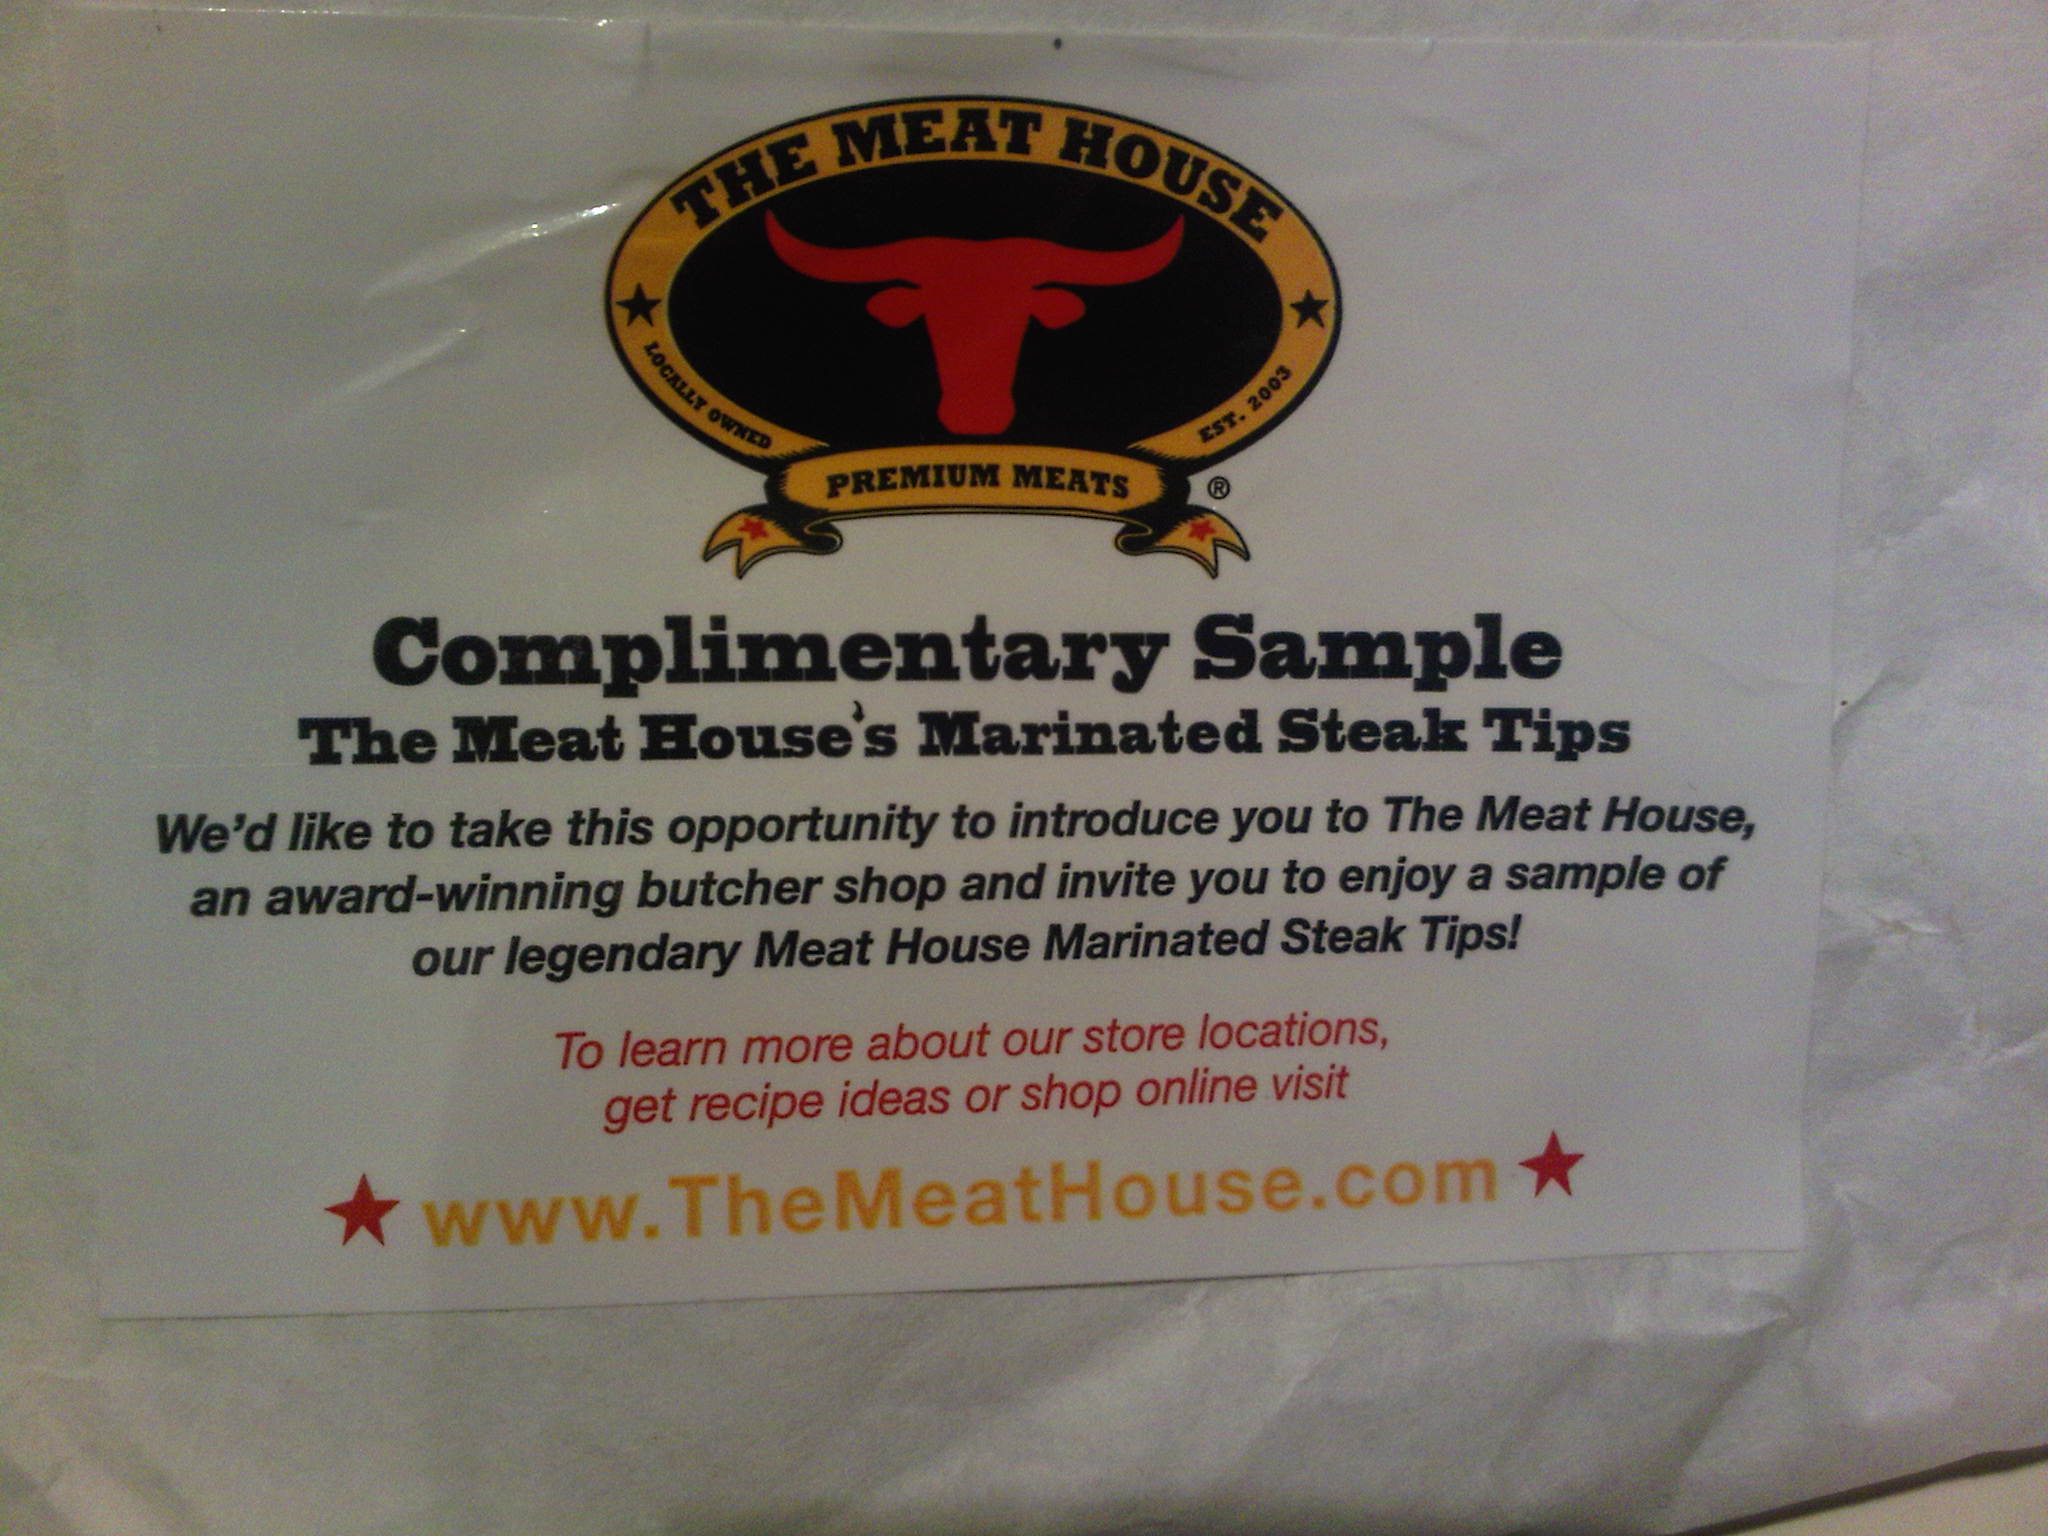 THE MEAT HOUSE
LOCALLY OWNED
EST. 2003
PREMIUM MEATS
®
Complimentary Sample
The Meat House's Marinated Steak Tips
We'd like to take this opportunity to introduce you to The Meat House,
an award-winning butcher shop and invite you to enjoy a sample of
our legendary Meat House Marinated Steak Tips!
To learn more about our store locations,
get recipe ideas or shop online visit
www.TheMeatHouse.com